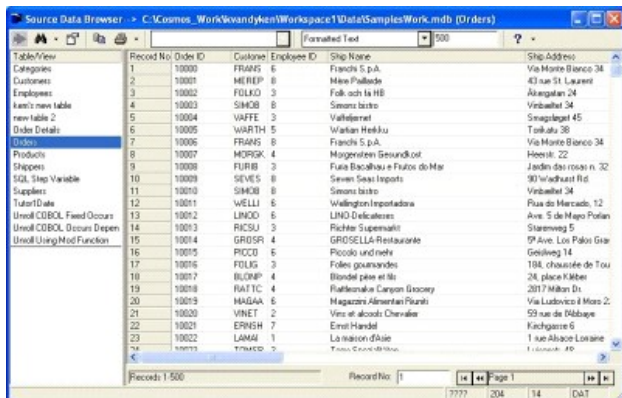 Source Data Browser --> C:\Cosmos_Work\kvandyken\Workspace1\Data\SamplesWork.mdb (Orders)
Formatted Text 500 ?
Table/View
Categories
Customers
Employees
ken's new table
new table 2
Order Details
Orders
Products
Shippers
SQL Step Variable
Suppliers
Tutor1Date
Unroll COBOL Fixed Occurs
Unroll COBOL Occurs Depen
Unroll Using Mod Function
Record No Order ID Custome Employee ID Ship Name Ship Address
1 10000 FRANS 6 Franchi S.p.A. Via Monte Bianco 34
2 10001 MEREP 8 Mère Paillarde 43 rue St. Laurent
3 10002 FOLKO 3 Folk och fä HB Åkergatan 24
4 10003 SIMOB 8 Simons bistro Vinbæltet 34
5 10004 VAFFE 3 Vaffeljernet Smagsløget 45
6 10005 WARTH 5 Wartian Herkku Torikatu 38
7 10006 FRANS 8 Franchi S.p.A. Via Monte Bianco 34
8 10007 MORGK 4 Morgenstern Gesundkost Heerstr. 22
9 10008 FURIB 3 Furia Bacalhau e Frutos do Mar Jardim das rosas n. 32
10 10009 SEVES 8 Seven Seas Imports 90 Wadhurst Rd.
11 10010 SIMOB 8 Simons bistro Vinbæltet 34
12 10011 WELLI 6 Wellington Importadora Rua do Mercado, 12
13 10012 LINOD 6 LINO-Delicateses Ave. 5 de Mayo Porlan
14 10013 RICSU 3 Richter Supermarkt Starenweg 5
15 10014 GROSR 4 GROSELLA-Restaurante 5ª Ave. Los Palos Gran
16 10015 PICCO 6 Piccolo und mehr Geislweg 14
17 10016 FOLIG 3 Folies gourmandes 184, chaussée de Tou
18 10017 BLONP 4 Blondel père et fils 24, place Kléber
19 10018 RATTC 4 Rattlesnake Canyon Grocery 2817 Milton Dr.
20 10019 MAGAA 6 Magazzini Alimentari Riuniti Via Ludovico il Moro 2
21 10020 VINET 2 Vins et alcools Chevalier 59 rue de l'Abbaye
22 10021 ERNSH 7 Ernst Handel Kirchgasse 6
23 10022 LAMAI 1 La maison d'Asie 1 rue Alsace-Lorraine
Records 1-500 Record No: 1 Page 1
???? 204 14 DAT